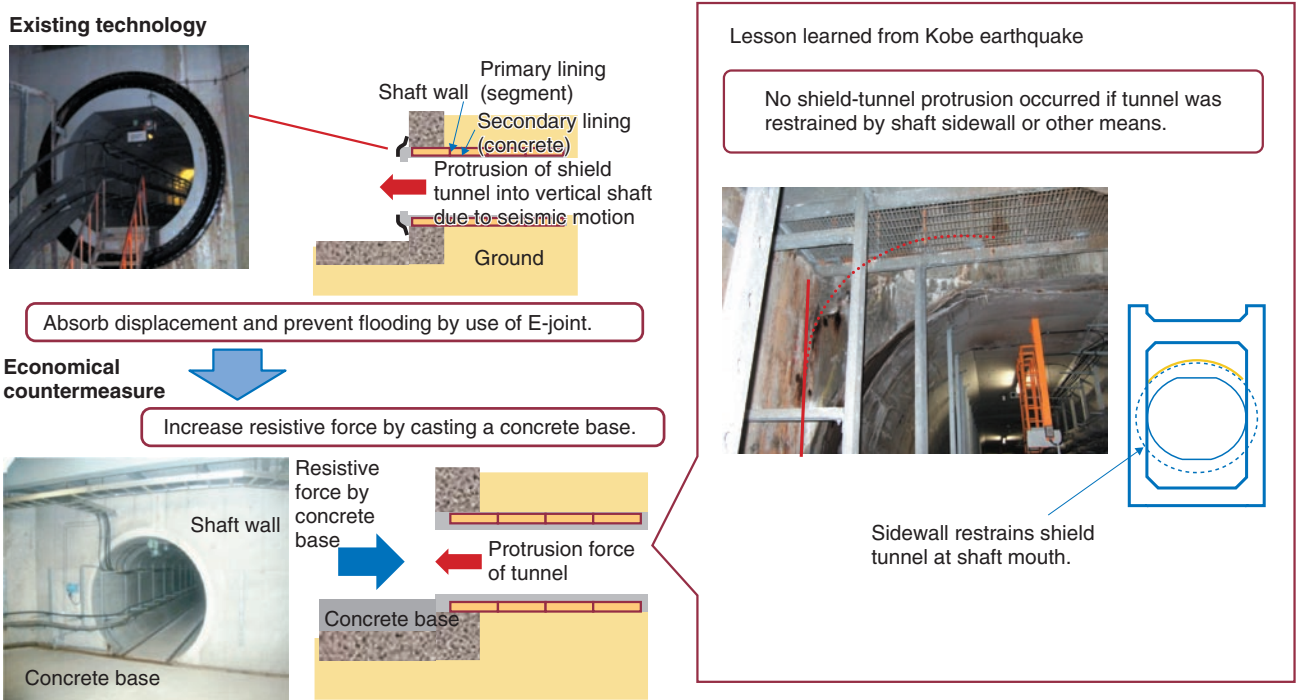 Existing technology
Shaft wall
Primary lining
(segment)
Secondary lining
(concrete)
Protrusion of shield
tunnel into vertical shaft
due to seismic motion
Ground
Absorb displacement and prevent flooding by use of E-joint.
Economical
countermeasure
Increase resistive force by casting a concrete base.
Shaft wall
Concrete base
Resistive
force by
concrete
base
Protrusion force
of tunnel
Concrete base
Lesson learned from Kobe earthquake
No shield-tunnel protrusion occurred if tunnel was
restrained by shaft sidewall or other means.
Sidewall restrains shield
tunnel at shaft mouth.